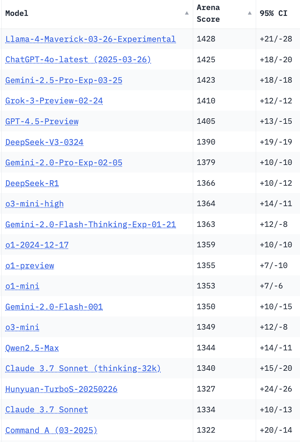 Model Arena Score 95% CI
Llama-4-Maverick-03-26-Experimental 1428 +21/-28
ChatGPT-4o-latest (2025-03-26) 1425 +18/-20
Gemini-2.5-Pro-Exp-03-25 1423 +18/-18
Grok-3-Preview-02-24 1410 +12/-12
GPT-4.5-Preview 1405 +13/-15
DeepSeek-V3-0324 1390 +19/-19
Gemini-2.0-Pro-Exp-02-05 1379 +10/-10
DeepSeek-R1 1366 +10/-12
o3-mini-high 1364 +14/-11
Gemini-2.0-Flash-Thinking-Exp-01-21 1363 +12/-8
o1-2024-12-17 1359 +10/-10
o1-preview 1355 +7/-10
o1-mini 1353 +7/-6
Gemini-2.0-Flash-001 1350 +10/-15
o3-mini 1349 +12/-8
Qwen2.5-Max 1344 +14/-11
Claude 3.7 Sonnet (thinking-32k) 1340 +15/-20
Hunyuan-TurboS-20250226 1327 +24/-26
Claude 3.7 Sonnet 1334 +10/-13
Command A (03-2025) 1322 +20/-14